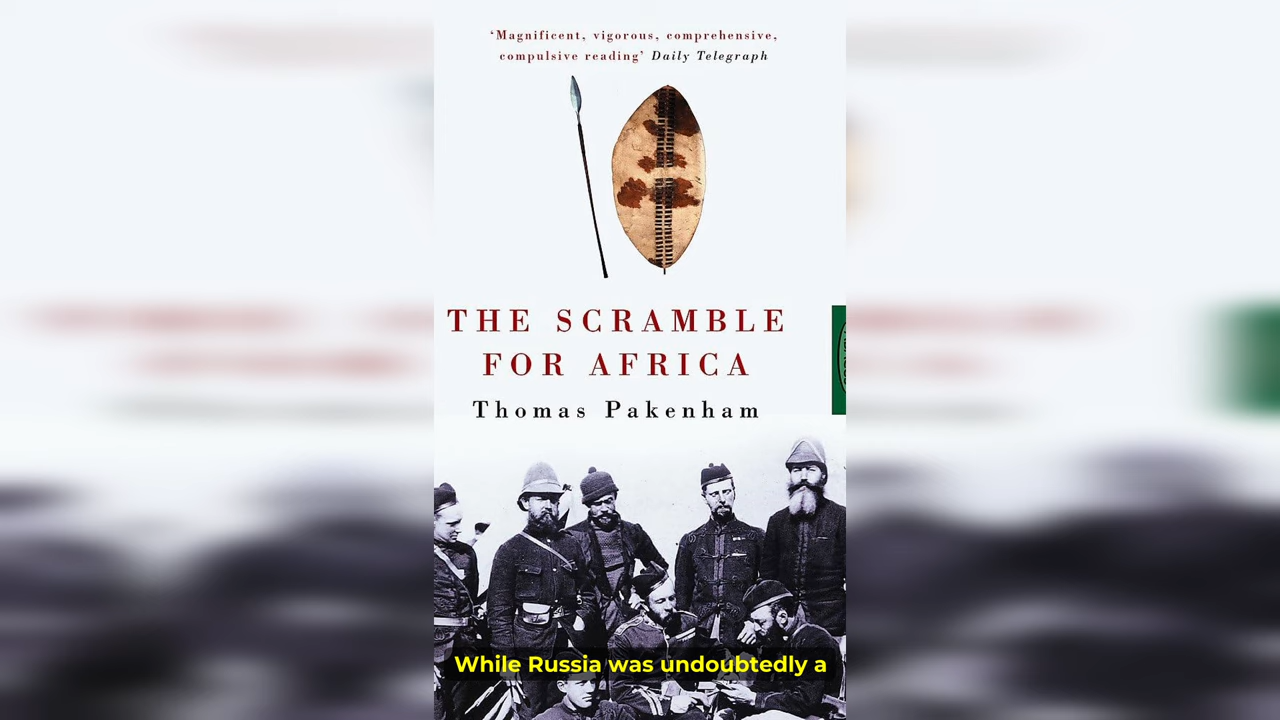 ‘Magnificent, vigorous, comprehensive,
compulsive reading’ Daily Telegraph
THE SCRAMBLE
FOR AFRICA
Thomas Pakenham
While Russia was undoubtedly a